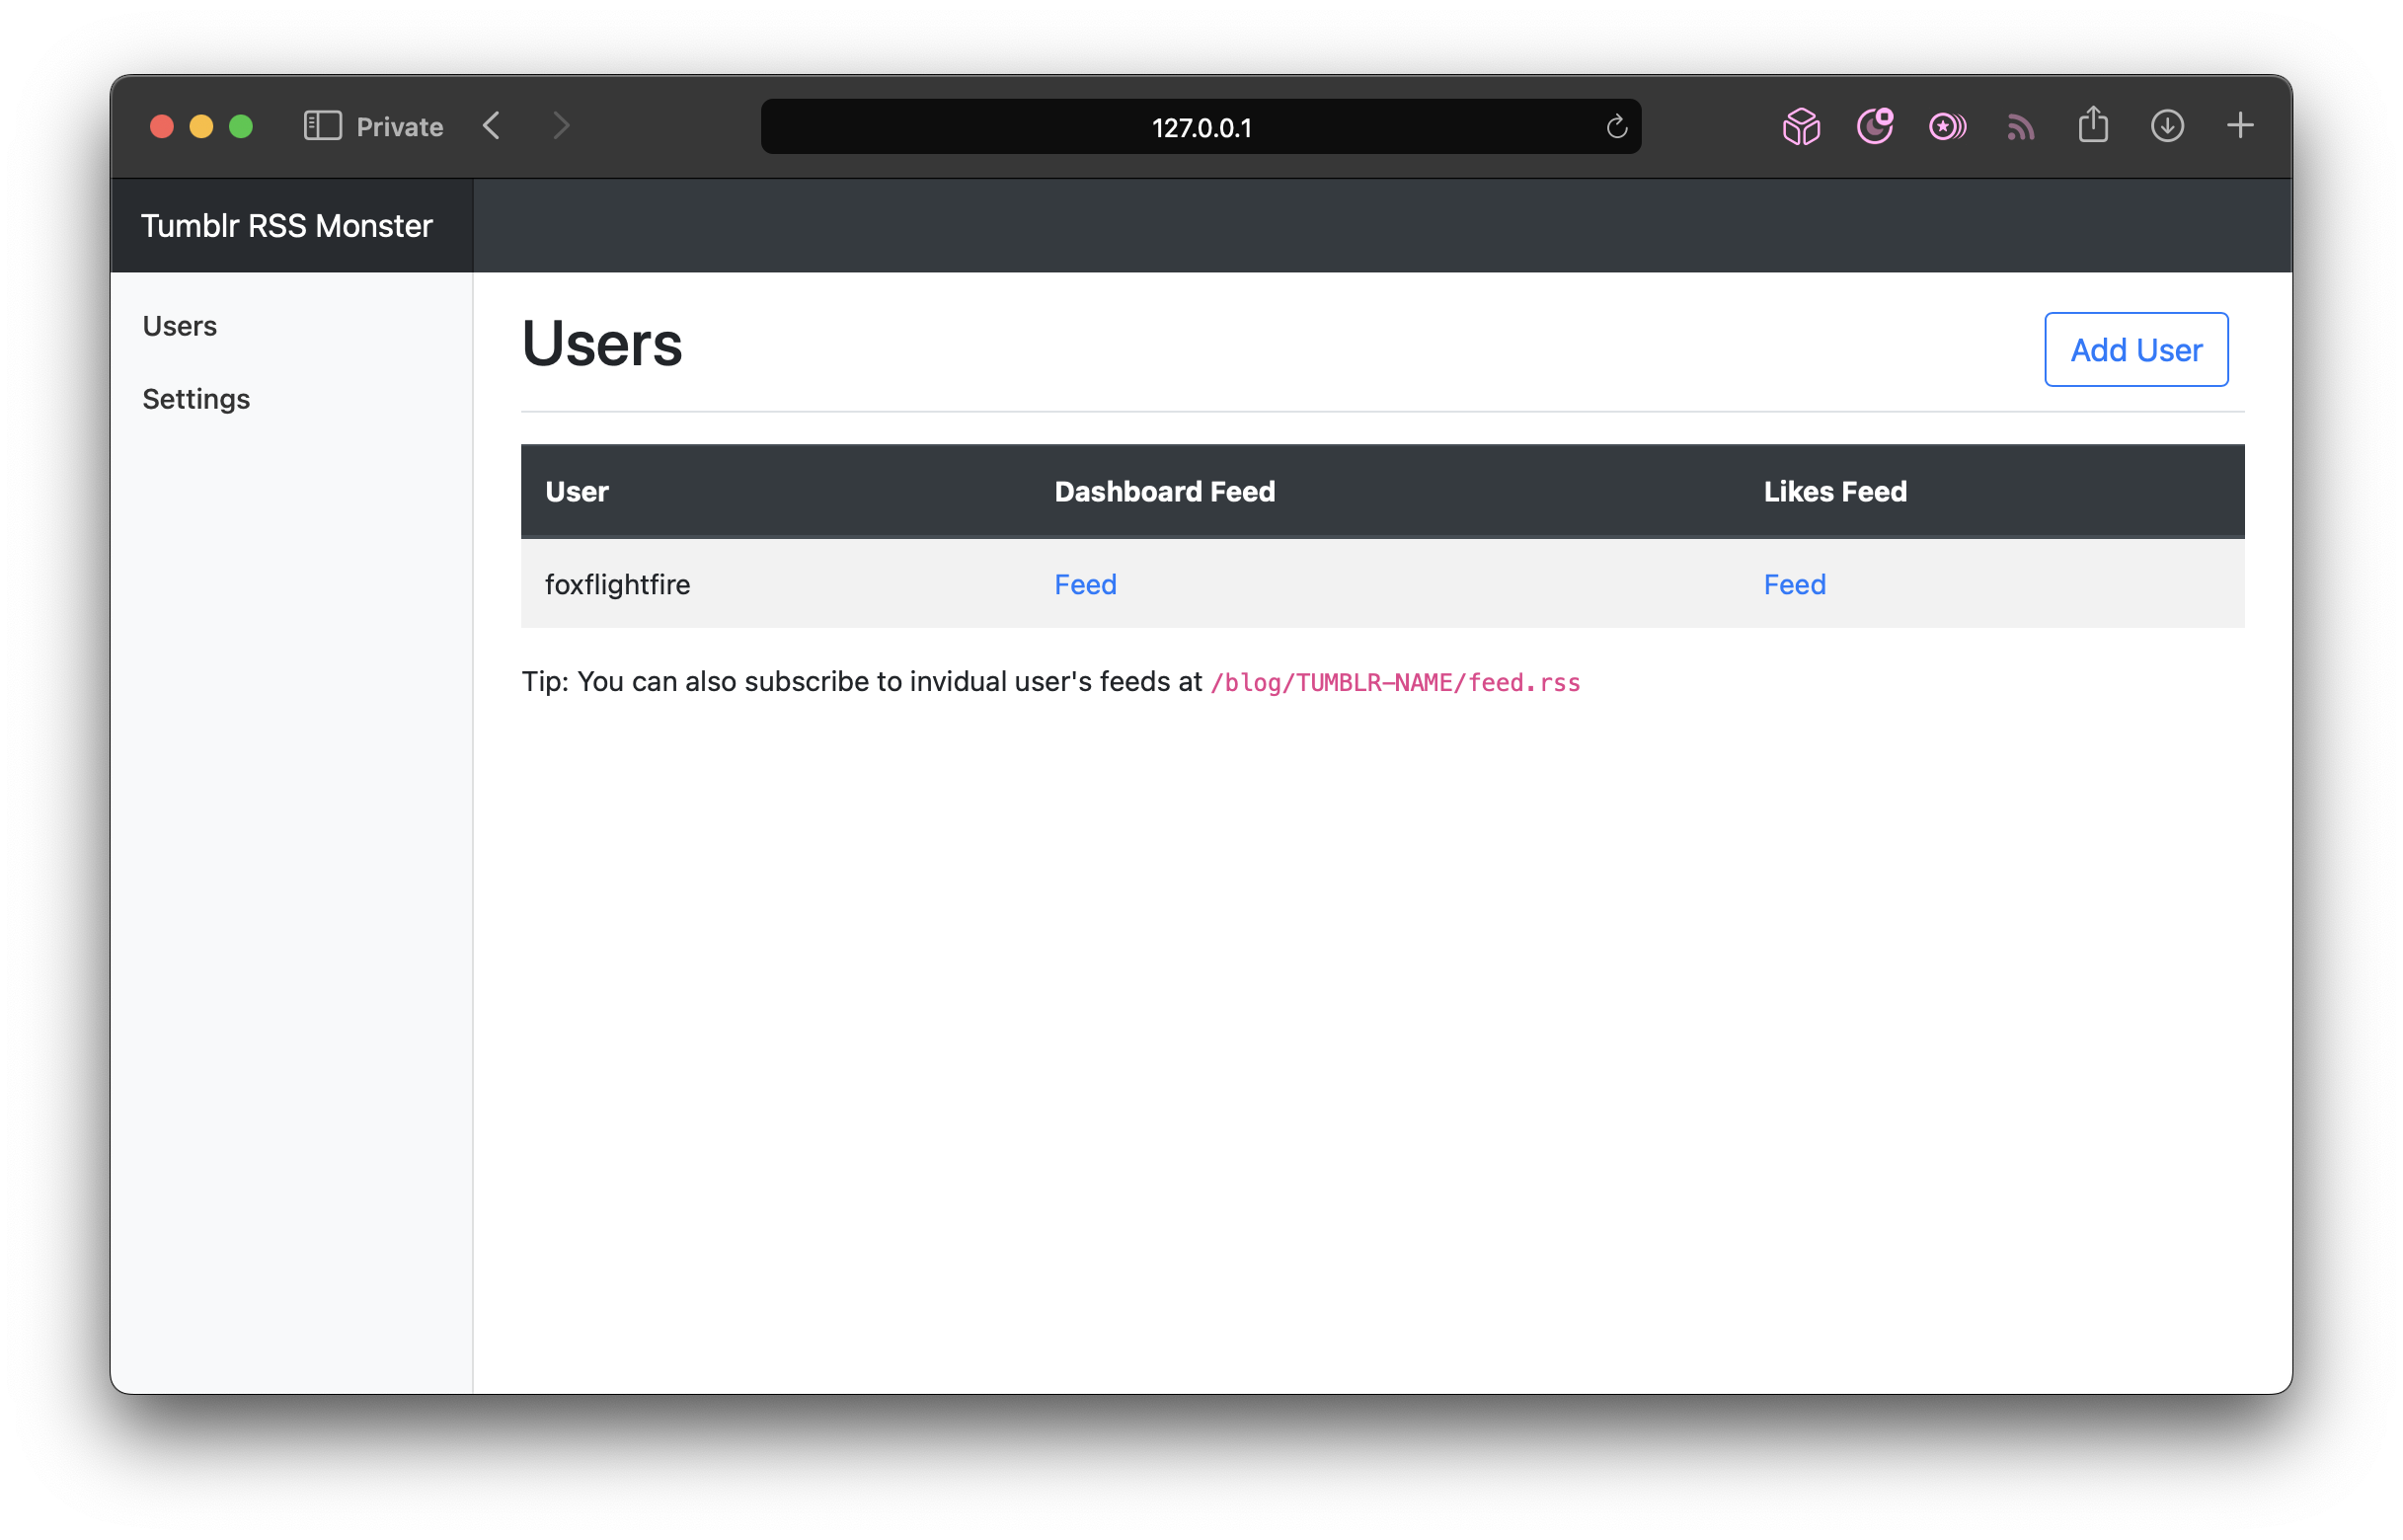 Private
127.0.0.1
Tumblr RSS Monster
Users
Settings
Users
Add User
User Dashboard Feed Likes Feed
foxflightfire Feed Feed
Tip: You can also subscribe to invidual user's feeds at /blog/TUMBLR-NAME/feed.rss